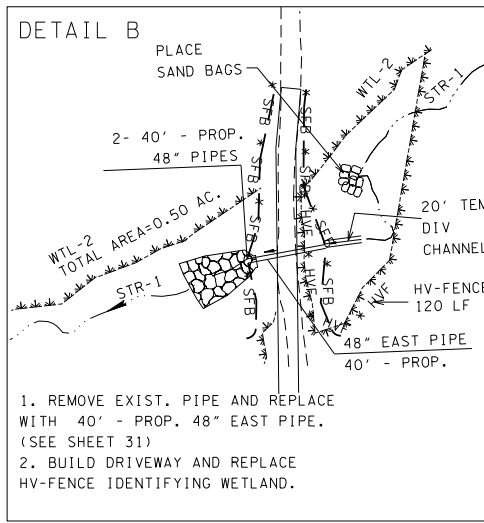 DETAIL B
PLACE
SAND BAGS
WTL-2
STR-1
2- 40' - PROP.
48" PIPES
SFB
SFB
SFB
SFB
SFB
SFB
SFB
SFB
SFB
HVF
HVF
HVF
WTL-2
TOTAL AREA=0.50 AC.
STR-1
20' TEM
DIV
CHANNEL
HV-FENCE
120 LF
48" EAST PIPE
40' - PROP.
1. REMOVE EXIST. PIPE AND REPLACE
WITH 40' - PROP. 48" EAST PIPE.
(SEE SHEET 31)
2. BUILD DRIVEWAY AND REPLACE
HV-FENCE IDENTIFYING WETLAND.